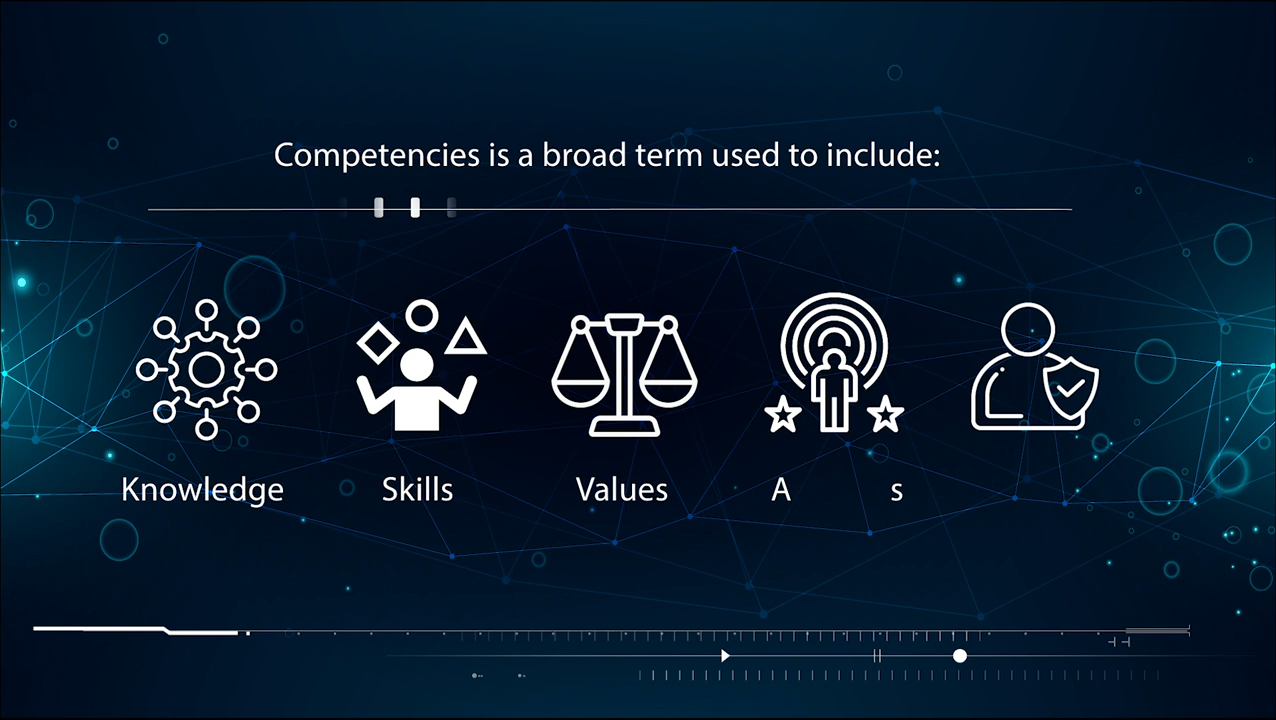 Competencies is a broad term used to include:
Knowledge Skills Values A s